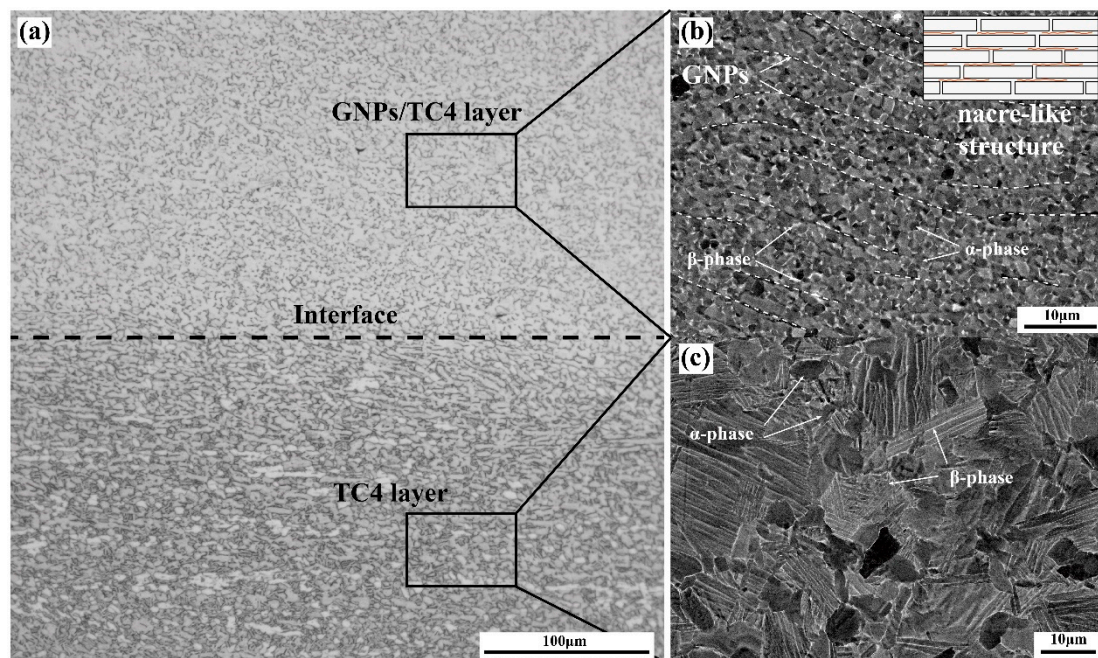 (a)
GNPs/TC4 layer
Interface
TC4 layer
100μm
(b)
GNPs
nacre-like
structure
β-phase
α-phase
10μm
(c)
α-phase
β-phase
10μm